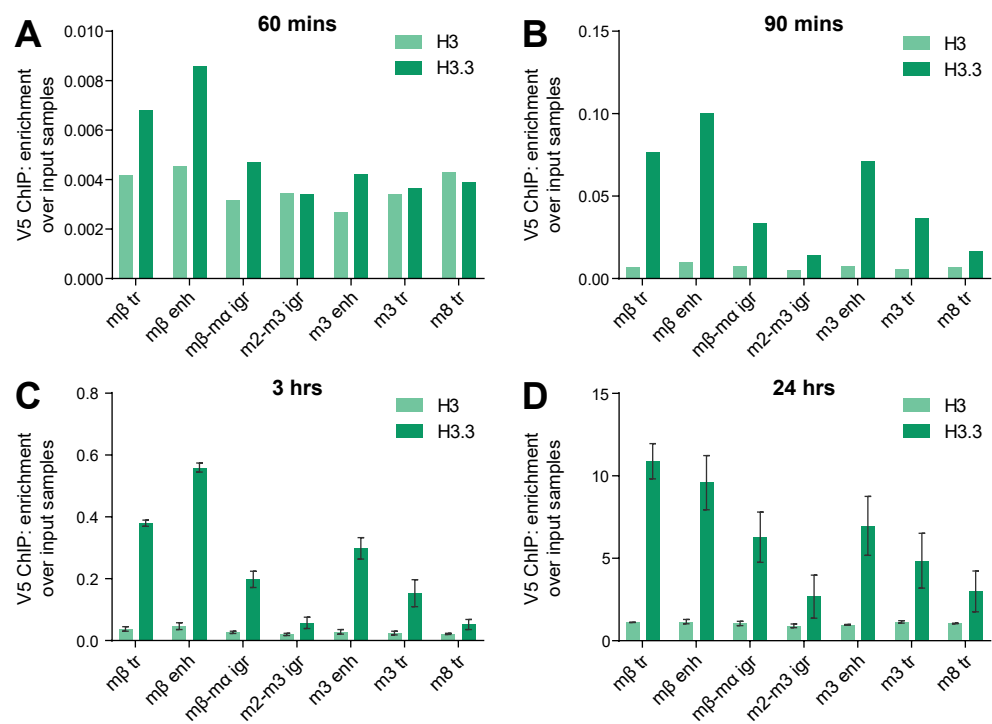 A
60 mins
V5 ChIP: enrichment
over input samples
0.010
0.008
0.006
0.004
0.002
0.000
H3
H3.3
mβ tr
mβ enh
mβ-mα igr
m2-m3 igr
m3 enh
m3 tr
m8 tr
B
90 mins
V5 ChIP: enrichment
over input samples
0.15
0.10
0.05
0.00
H3
H3.3
mβ tr
mβ enh
mβ-mα igr
m2-m3 igr
m3 enh
m3 tr
m8 tr
C
3 hrs
V5 ChIP: enrichment
over input samples
0.8
0.6
0.4
0.2
0.0
H3
H3.3
mβ tr
mβ enh
mβ-mα igr
m2-m3 igr
m3 enh
m3 tr
m8 tr
D
24 hrs
V5 ChIP: enrichment
over input samples
15
10
5
0
H3
H3.3
mβ tr
mβ enh
mβ-mα igr
m2-m3 igr
m3 enh
m3 tr
m8 tr